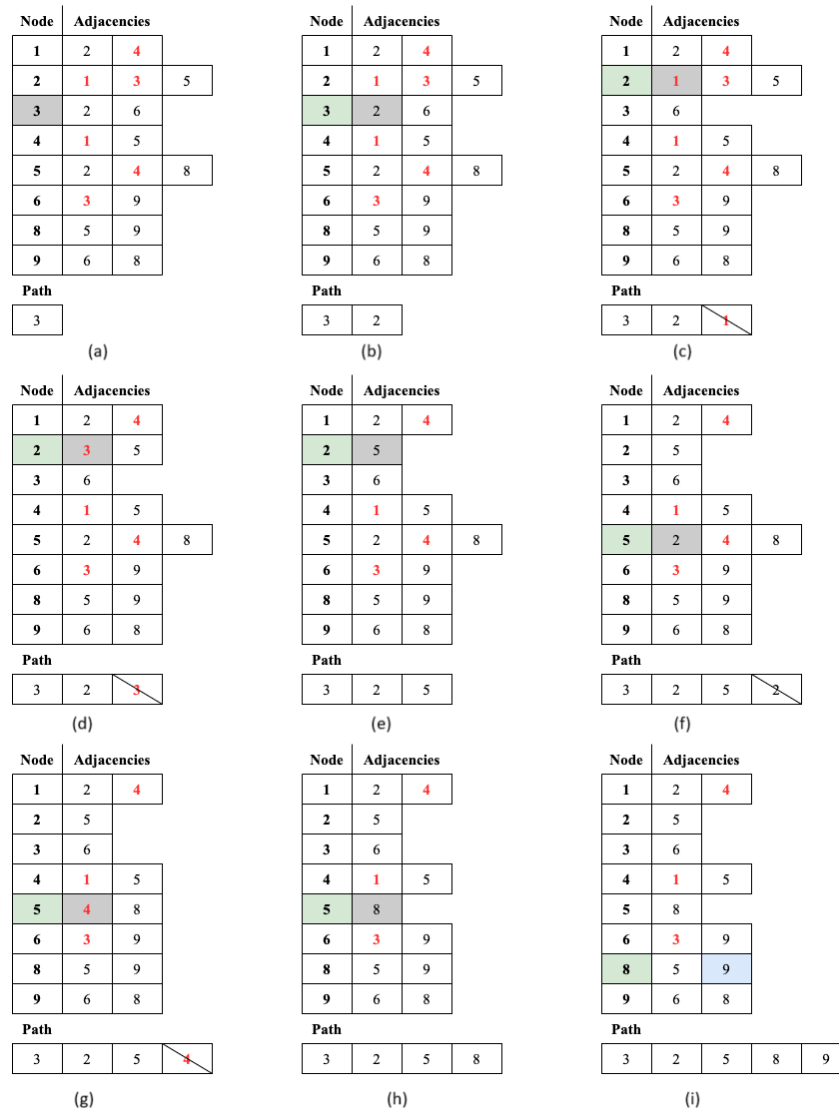 Node Adjacencies Node Adjacencies Node Adjacencies
1 2 4 1 2 4 1 2 4
2 1 3 5 2 1 3 5 2 1 3 5
3 2 6 3 2 6 3 6
4 1 5 4 1 5 4 1 5
5 2 4 8 5 2 4 8 5 2 4 8
6 3 9 6 3 9 6 3 9
8 5 9 8 5 9 8 5 9
9 6 8 9 6 8 9 6 8
Path Path Path
3 3 2 3 2 1
(a) (b) (c)
Node Adjacencies Node Adjacencies Node Adjacencies
1 2 4 1 2 4 1 2 4
2 3 5 2 5 2 5
3 6 3 6 3 6
4 1 5 4 1 5 4 1 5
5 2 4 8 5 2 4 8 5 2 4 8
6 3 9 6 3 9 6 3 9
8 5 9 8 5 9 8 5 9
9 6 8 9 6 8 9 6 8
Path Path Path
3 2 3 3 2 5 3 2 5 2
(d) (e) (f)
Node Adjacencies Node Adjacencies Node Adjacencies
1 2 4 1 2 4 1 2 4
2 5 2 5 2 5
3 6 3 6 3 6
4 1 5 4 1 5 4 1 5
5 4 8 5 8 5 8
6 3 9 6 3 9 6 3 9
8 5 9 8 5 9 8 5 9
9 6 8 9 6 8 9 6 8
Path Path Path
3 2 5 4 3 2 5 8 3 2 5 8 9
(g) (h) (i)